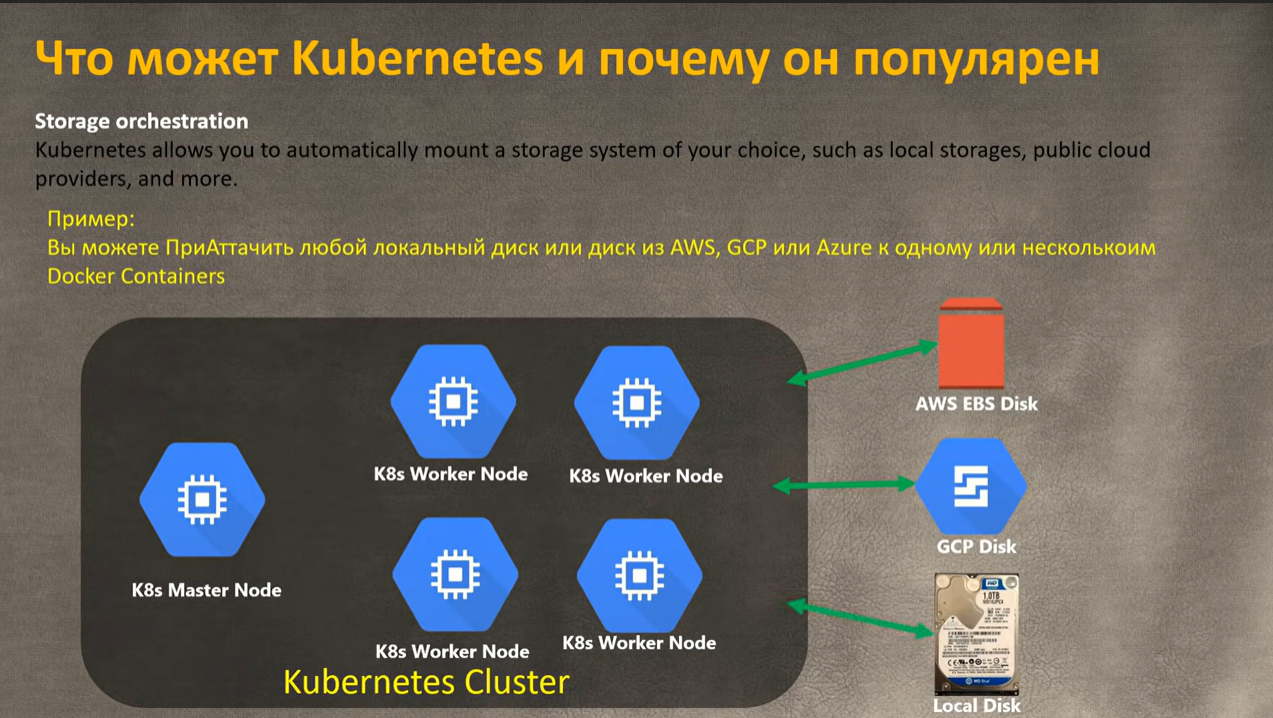 Что может Kubernetes и почему он популярен
Storage orchestration
Kubernetes allows you to automatically mount a storage system of your choice, such as local storages, public cloud
providers, and more.
Пример:
Вы можете ПриАттачить любой локальный диск или диск из AWS, GCP или Azure к одному или несколькоим
Docker Containers
AWS EBS Disk
K8s Worker Node
K8s Worker Node
GCP Disk
K8s Master Node
WD
1.0TB
K8s Worker Node
K8s Worker Node
Kubernetes Cluster
Local Disk